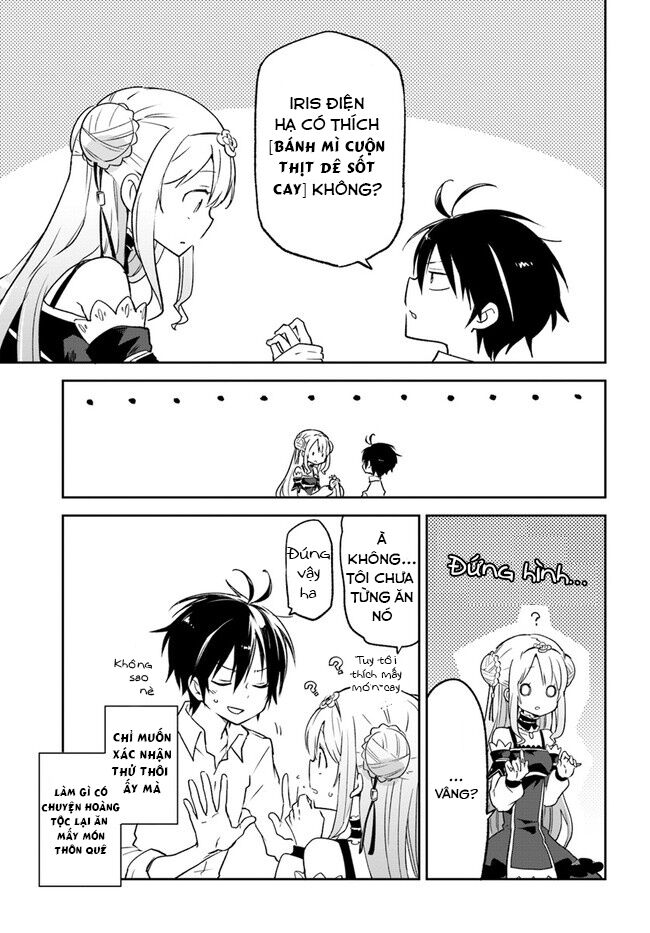 IRIS ĐIỆN
HẠ CÓ THÍCH
[BÁNH MÌ CUỘN
THỊT DÊ SỐT
CAY] KHÔNG?
Đứng hình...
?
...
VÂNG?
À
KHÔNG...
TÔI CHƯA
TỪNG ĂN
NÓ
Đúng
vậy
ha
Tuy tôi
thích mấy
món cay
?
?
Không
sao
nè
CHỈ MUỐN
XÁC NHẬN
THỬ THÔI
ẤY MÀ
LÀM GÌ CÓ
CHUYỆN HOÀNG
TỘC LẠI ĂN
MẤY MÓN
THÔN QUÊ